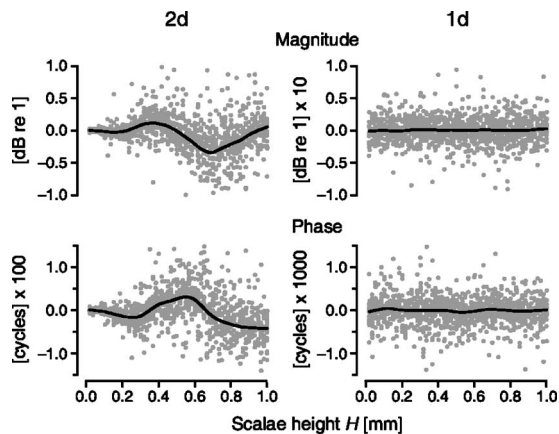 2d 1d
Magnitude
[dB re 1]
1.0
0.5
0.0
−0.5
−1.0
[dB re 1] x 10
1.0
0.5
0.0
−0.5
−1.0
Phase
[cycles] x 100
1.0
0.0
−1.0
[cycles] x 1000
1.0
0.0
−1.0
0.0 0.2 0.4 0.6 0.8 1.0 0.0 0.2 0.4 0.6 0.8 1.0
Scalae height H [mm]